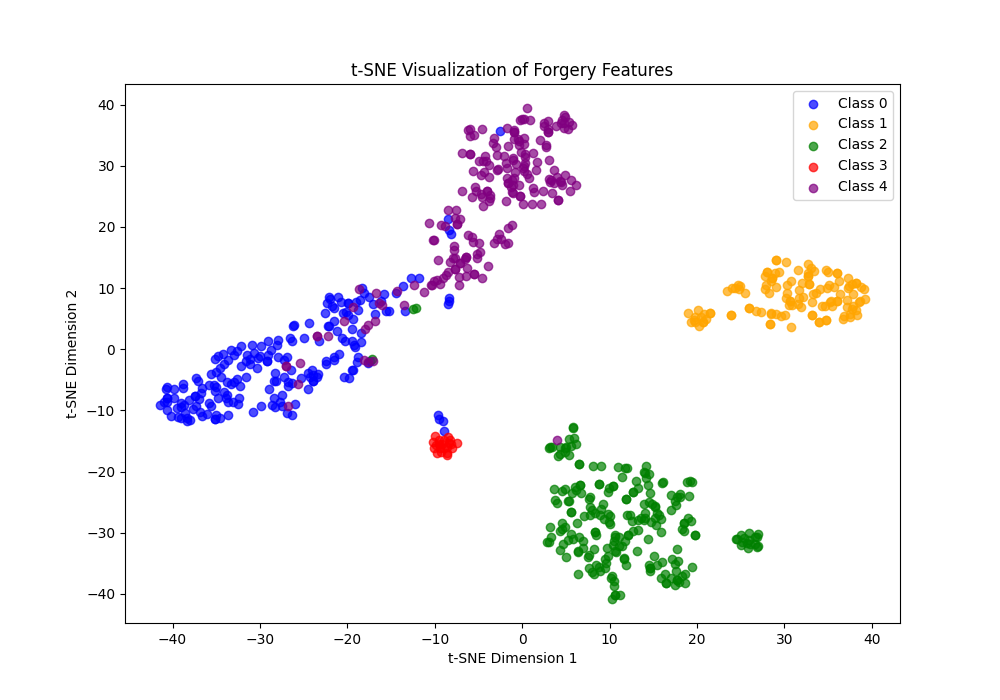 t-SNE Visualization of Forgery Features
Class 0
Class 1
Class 2
Class 3
Class 4
t-SNE Dimension 2
40
30
20
10
0
−10
−20
−30
−40
−40
−30
−20
−10
0
10
20
30
40
t-SNE Dimension 1